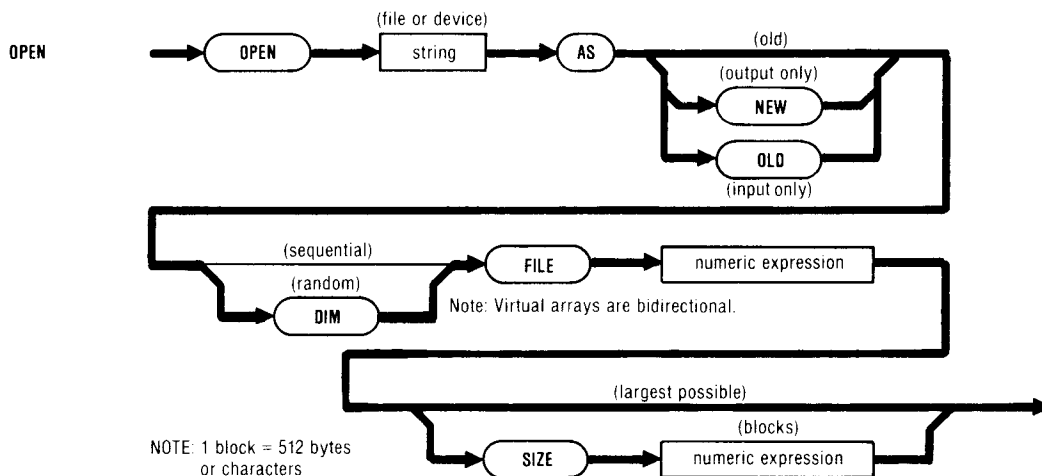 (file or device)
(old)
OPEN
OPEN
string
AS
(output only)
NEW
OLD
(input only)
(sequential)
FILE
numeric expression
(random)
DIM
Note: Virtual arrays are bidirectional.
(largest possible)
(blocks)
NOTE: 1 block = 512 bytes
or characters
SIZE
numeric expression